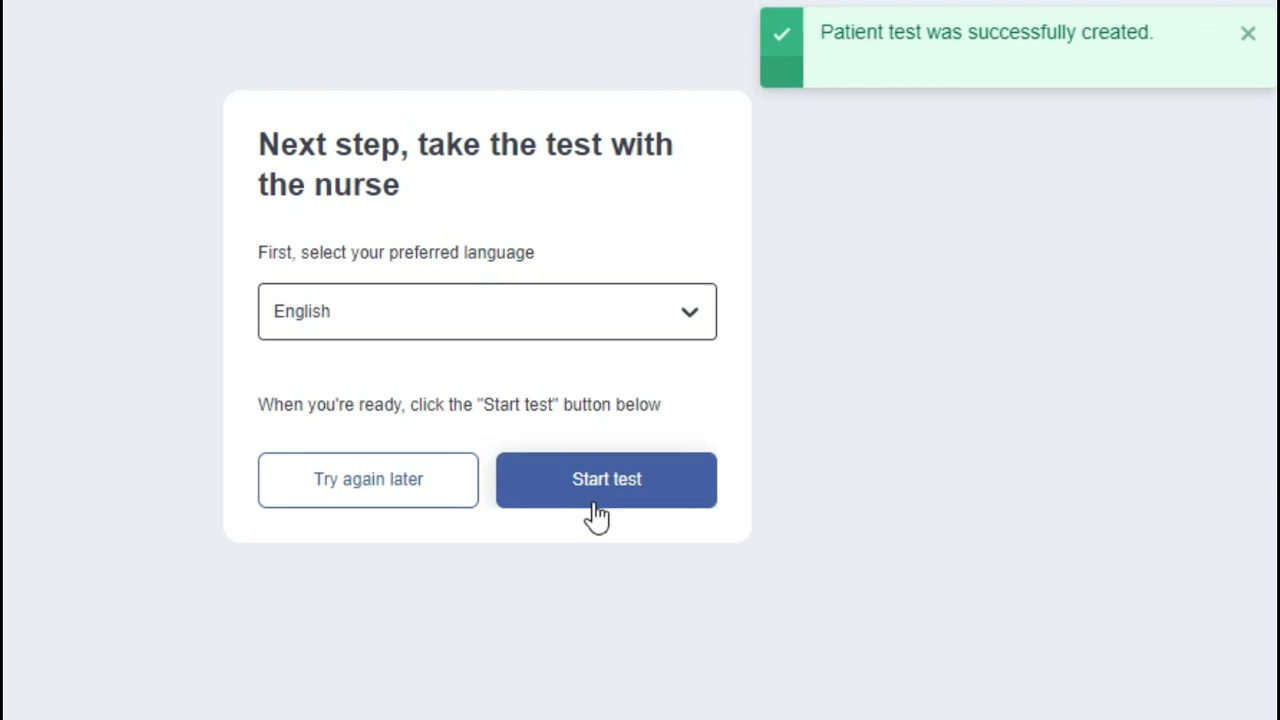 Patient test was successfully created.
Next step, take the test with
the nurse
First, select your preferred language
English
When you're ready, click the "Start test" button below
Try again later
Start test